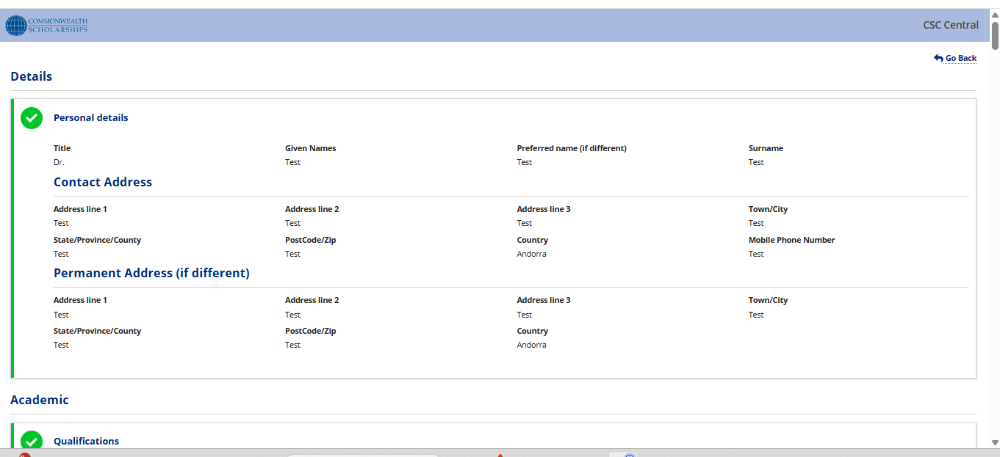 COMMONWEALTH
SCHOLARSHIPS
CSC Central
Go Back
Details
Personal details
Title Given Names Preferred name (if different) Surname
Dr. Test Test Test
Contact Address
Address line 1 Address line 2 Address line 3 Town/City
Test Test Test Test
State/Province/County PostCode/Zip Country Mobile Phone Number
Test Test Andorra Test
Permanent Address (if different)
Address line 1 Address line 2 Address line 3 Town/City
Test Test Test Test
State/Province/County PostCode/Zip Country
Test Test Andorra
Academic
Qualifications